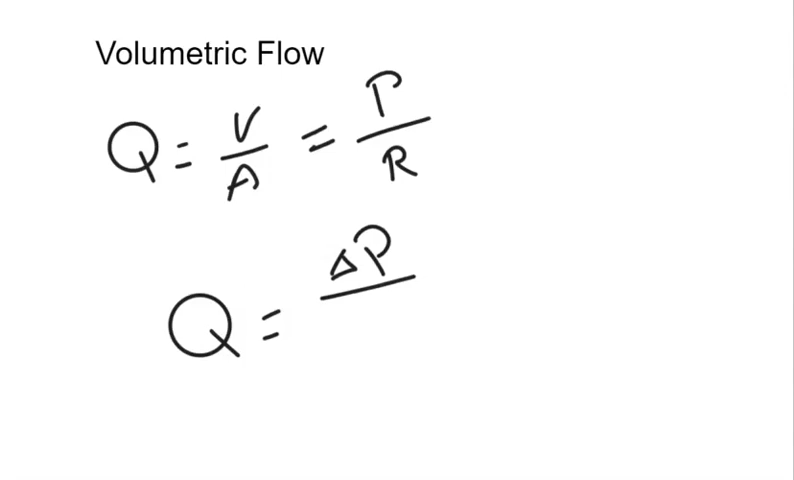 Volumetric Flow
Q = V/A = P/R
Q = ΔP/